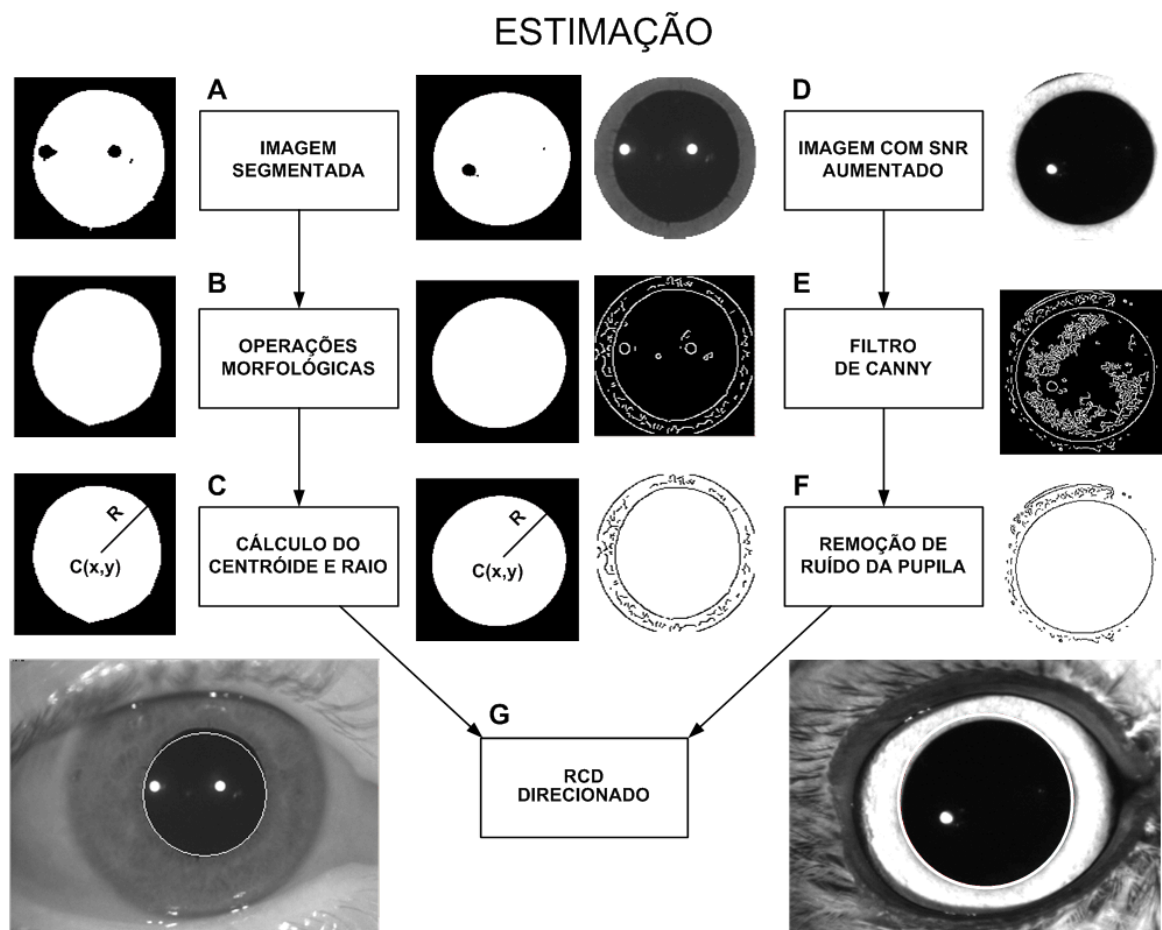 ESTIMAÇÃO
A
IMAGEM
SEGMENTADA
D
IMAGEM COM SNR
AUMENTADO
B
OPERAÇÕES
MORFOLÓGICAS
E
FILTRO
DE CANNY
C
CÁLCULO DO
CENTRÓIDE E RAIO
F
REMOÇÃO DE
RUÍDO DA PUPILA
R
C(x,y)
R
C(x,y)
G
RCD
DIRECIONADO